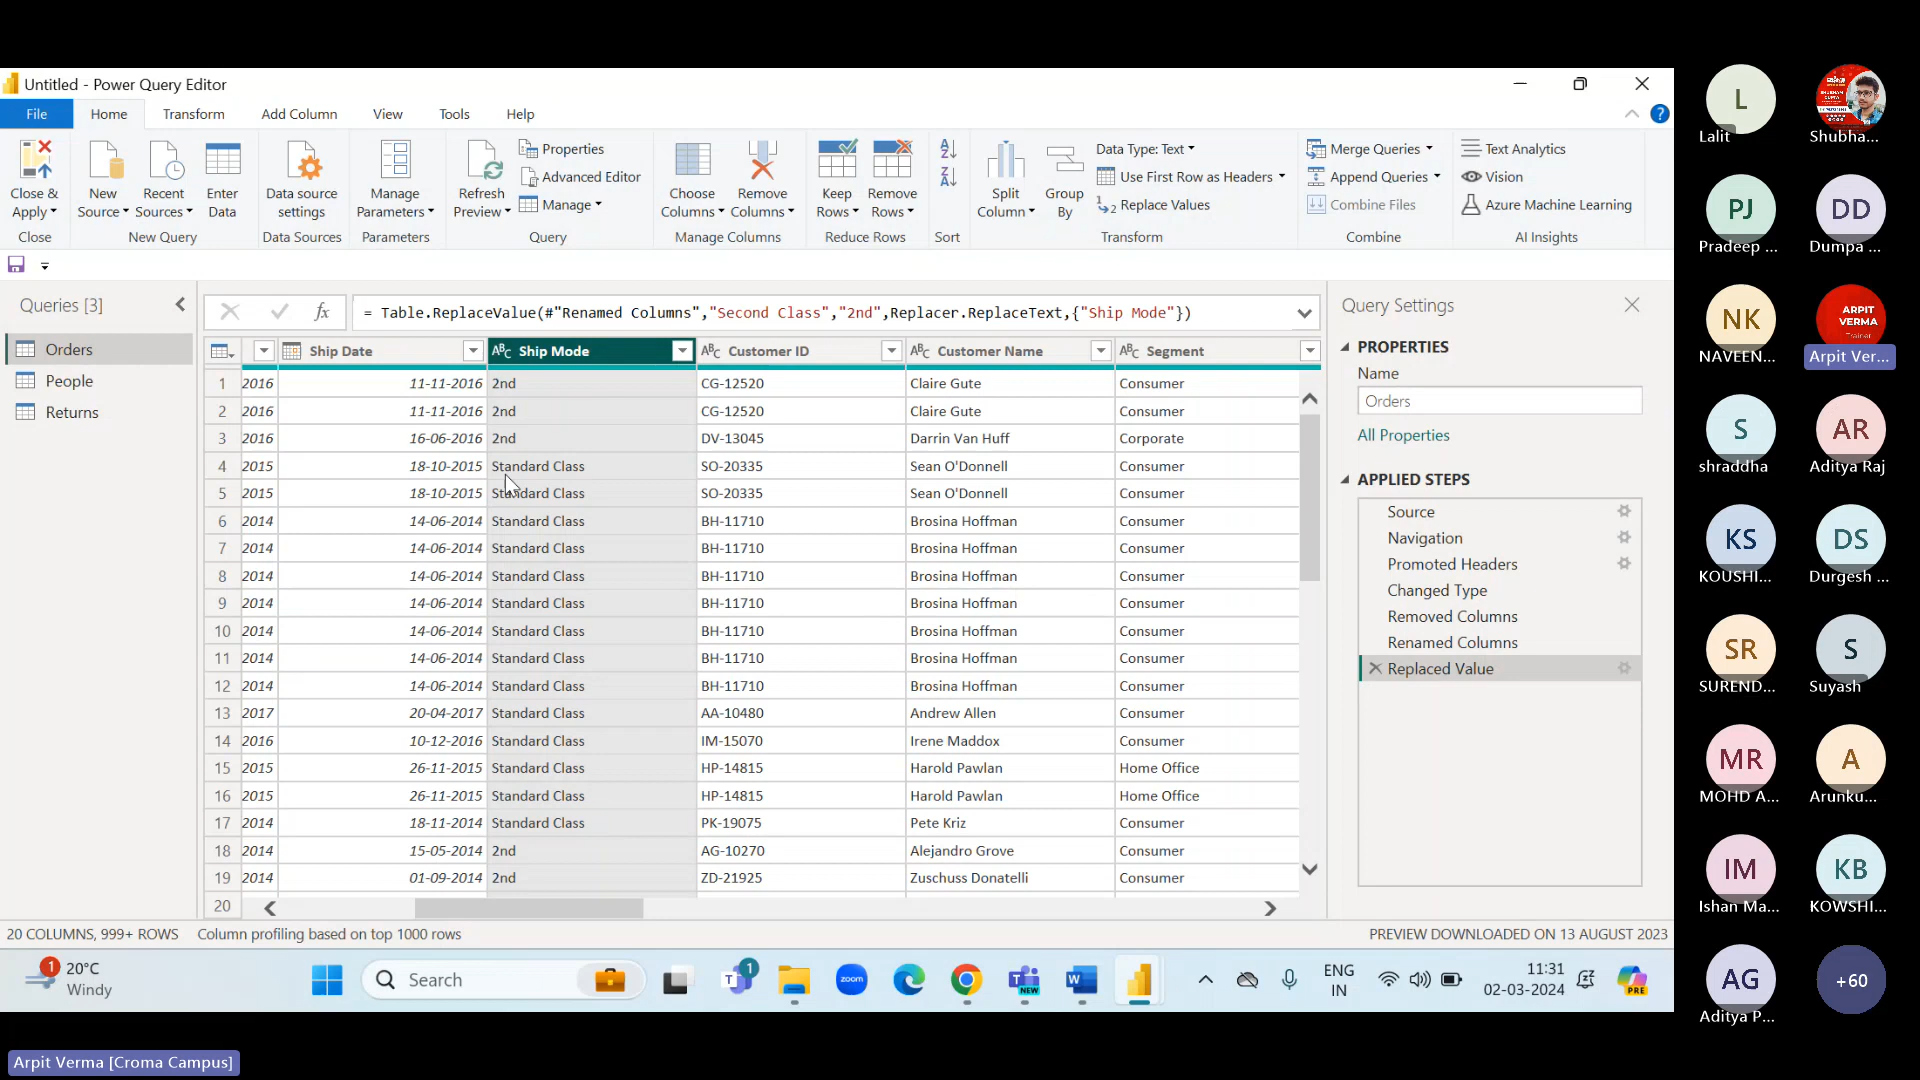 Untitled - Power Query Editor
File Home Transform Add Column View Tools Help
Close & Apply
New Source
Recent Sources
Enter Data
Data source settings
Manage Parameters
Refresh Preview
Properties
Advanced Editor
Manage
Choose Columns
Remove Columns
Keep Rows
Remove Rows
Split Column
Group By
Data Type: Text
Use First Row as Headers
Replace Values
Merge Queries
Append Queries
Combine Files
Text Analytics
Vision
Azure Machine Learning
Close New Query Data Sources Parameters Query Manage Columns Reduce Rows Sort Transform Combine AI Insights
Queries [3]
Orders
People
Returns
= Table.ReplaceValue(#"Renamed Columns","Second Class","2nd",Replacer.ReplaceText,{"Ship Mode"})
Ship Date Ship Mode Customer ID Customer Name Segment
1 2016 11-11-2016 2nd CG-12520 Claire Gute Consumer
2 2016 11-11-2016 2nd CG-12520 Claire Gute Consumer
3 2016 16-06-2016 2nd DV-13045 Darrin Van Huff Corporate
4 2015 18-10-2015 Standard Class SO-20335 Sean O'Donnell Consumer
5 2015 18-10-2015 Standard Class SO-20335 Sean O'Donnell Consumer
6 2014 14-06-2014 Standard Class BH-11710 Brosina Hoffman Consumer
7 2014 14-06-2014 Standard Class BH-11710 Brosina Hoffman Consumer
8 2014 14-06-2014 Standard Class BH-11710 Brosina Hoffman Consumer
9 2014 14-06-2014 Standard Class BH-11710 Brosina Hoffman Consumer
10 2014 14-06-2014 Standard Class BH-11710 Brosina Hoffman Consumer
11 2014 14-06-2014 Standard Class BH-11710 Brosina Hoffman Consumer
12 2014 14-06-2014 Standard Class BH-11710 Brosina Hoffman Consumer
13 2017 20-04-2017 Standard Class AA-10480 Andrew Allen Consumer
14 2016 10-12-2016 Standard Class IM-15070 Irene Maddox Consumer
15 2015 26-11-2015 Standard Class HP-14815 Harold Pawlan Home Office
16 2015 26-11-2015 Standard Class HP-14815 Harold Pawlan Home Office
17 2014 18-11-2014 Standard Class PK-19075 Pete Kriz Consumer
18 2014 15-05-2014 2nd AG-10270 Alejandro Grove Consumer
19 2014 01-09-2014 2nd ZD-21925 Zuschuss Donatelli Consumer
20
Query Settings
PROPERTIES
Name
Orders
All Properties
APPLIED STEPS
Source
Navigation
Promoted Headers
Changed Type
Removed Columns
Renamed Columns
Replaced Value
20 COLUMNS, 999+ ROWS Column profiling based on top 1000 rows PREVIEW DOWNLOADED ON 13 AUGUST 2023
1 20°C
Windy
Search
1
zoom
NEW
ENG
IN
11:31
02-03-2024
PRE
Arpit Verma [Croma Campus]
L
Lalit
Shubha...
PJ
Pradeep ...
DD
Dumpa ...
NK
NAVEEN...
ARPIT
VERMA
Trainer
Arpit Ver...
S
shraddha
AR
Aditya Raj
KS
KOUSHI...
DS
Durgesh ...
SR
SUREND...
S
Suyash
MR
MOHD A...
A
Arunku...
IM
Ishan Ma...
KB
KOWSHI...
AG
Aditya P...
+60